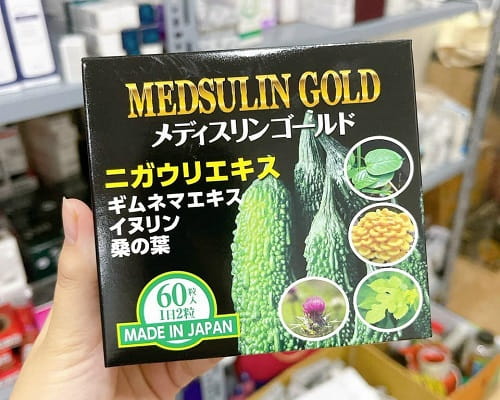 MEDSULIN GOLD
メディスリンゴールド
ニガウリエキス
ギムネマエキス
イヌリン
桑の葉
60粒入
1日2粒
MADE IN JAPAN